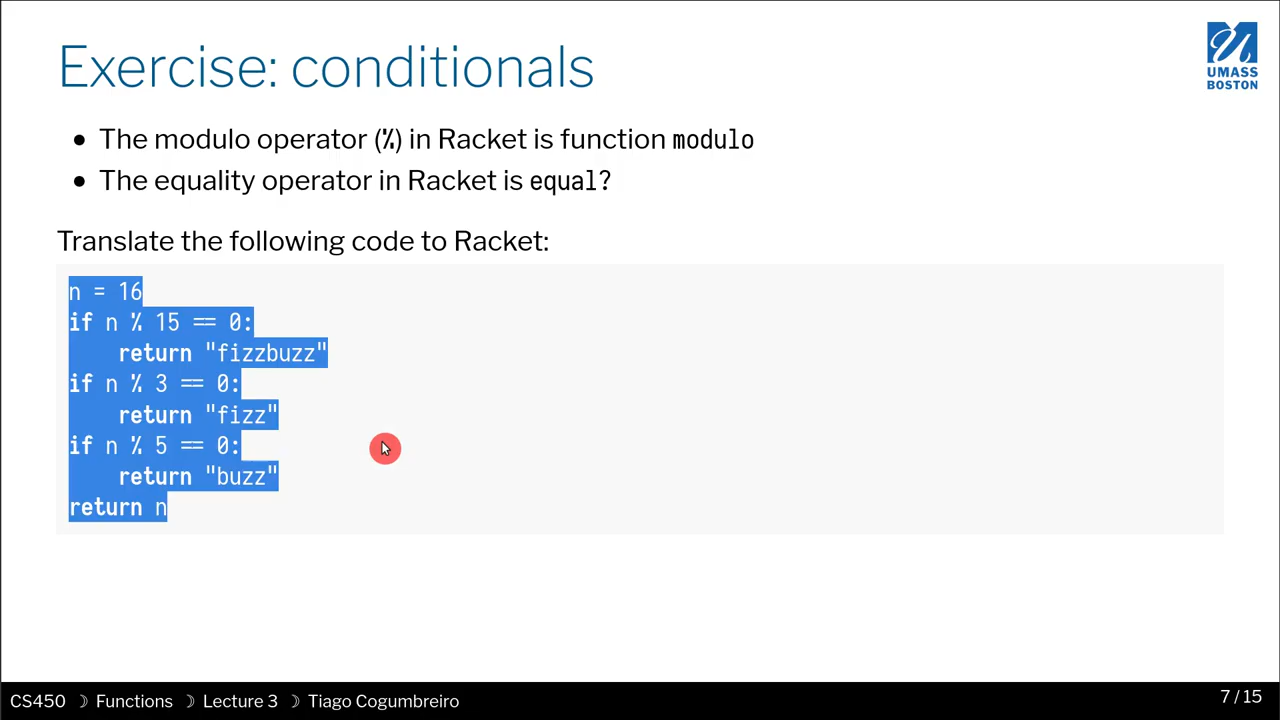 Exercise: conditionals
UMASS
BOSTON
• The modulo operator (%) in Racket is function modulo
• The equality operator in Racket is equal?
Translate the following code to Racket:
n = 16
if n % 15 == 0:
    return "fizzbuzz"
if n % 3 == 0:
    return "fizz"
if n % 5 == 0:
    return "buzz"
return n
CS450 ☽ Functions ☽ Lecture 3 ☽ Tiago Cogumbreiro
7 / 15